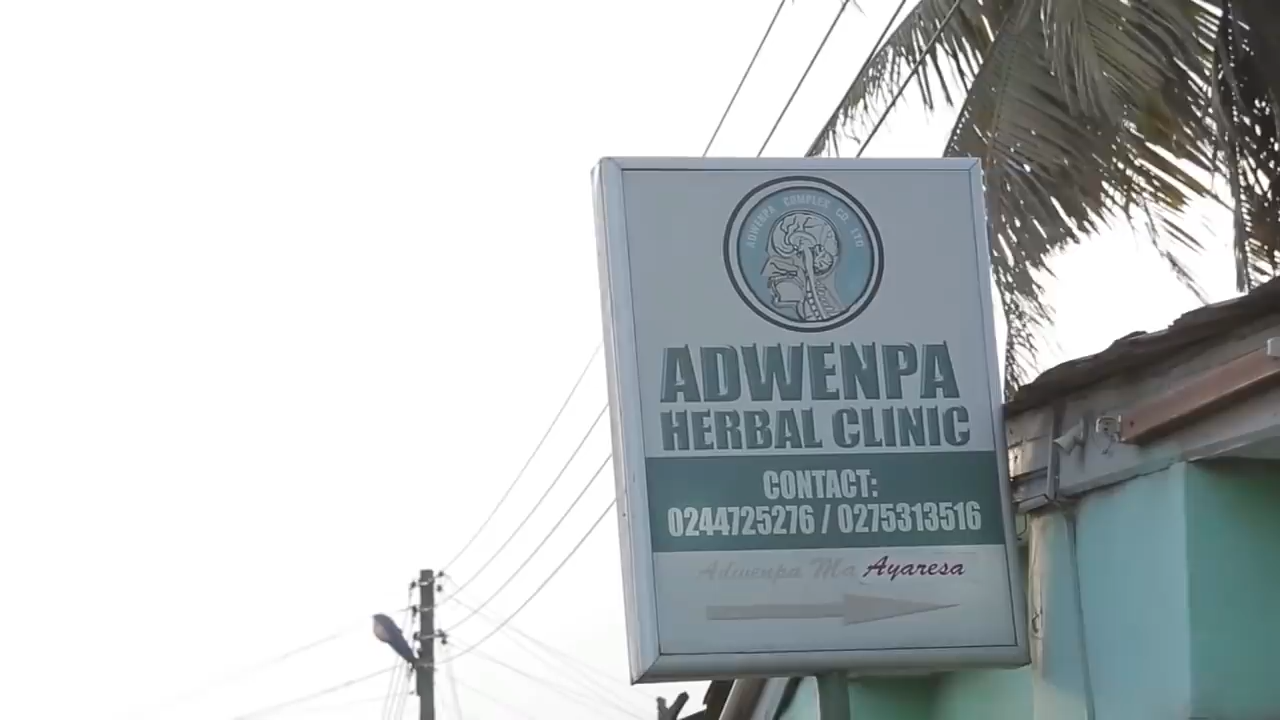 ADWENPA COMPLEX CO. LTD
ADWENPA
HERBAL CLINIC
CONTACT:
0244725276 / 0275313516
Adwenpa Ma Ayaresa